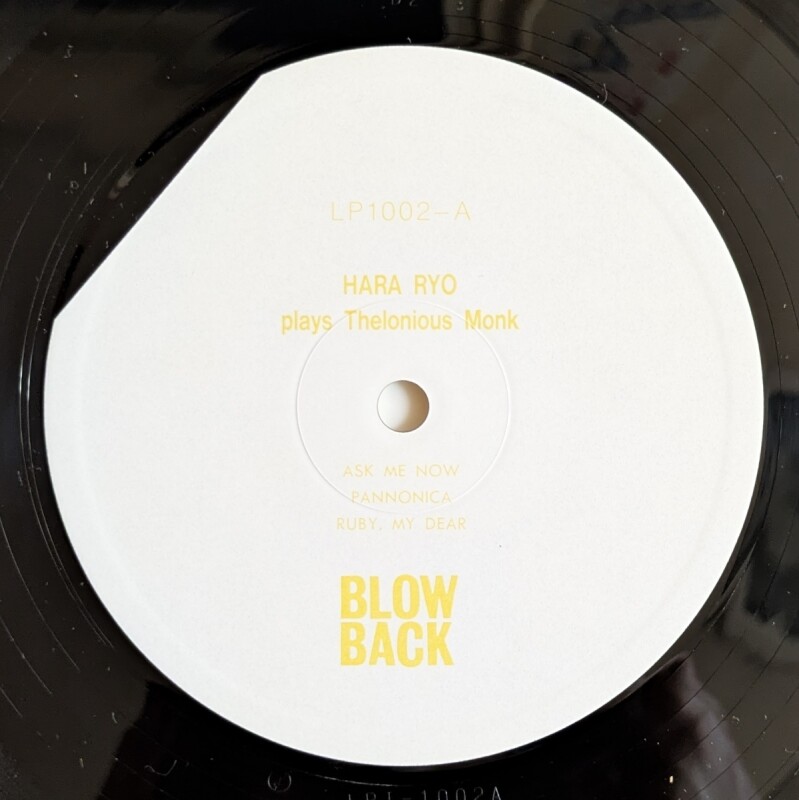 LP1002-A
HARA RYO
plays Thelonious Monk
ASK ME NOW
PANNONICA
RUBY, MY DEAR
BLOW
BACK